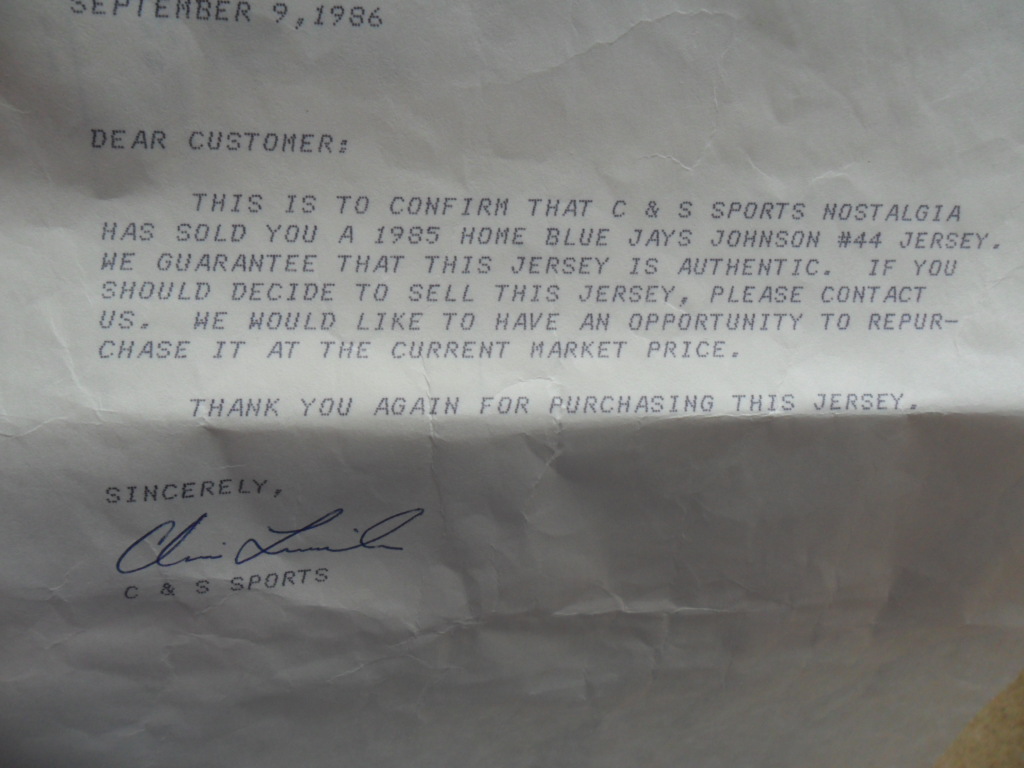 SEPTEMBER 9,1986
DEAR CUSTOMER:
THIS IS TO CONFIRM THAT C & S SPORTS NOSTALGIA
HAS SOLD YOU A 1985 HOME BLUE JAYS JOHNSON #44 JERSEY.
WE GUARANTEE THAT THIS JERSEY IS AUTHENTIC. IF YOU
SHOULD DECIDE TO SELL THIS JERSEY, PLEASE CONTACT
US. WE WOULD LIKE TO HAVE AN OPPORTUNITY TO REPUR-
CHASE IT AT THE CURRENT MARKET PRICE.
THANK YOU AGAIN FOR PURCHASING THIS JERSEY.
SINCERELY,
C & S SPORTS